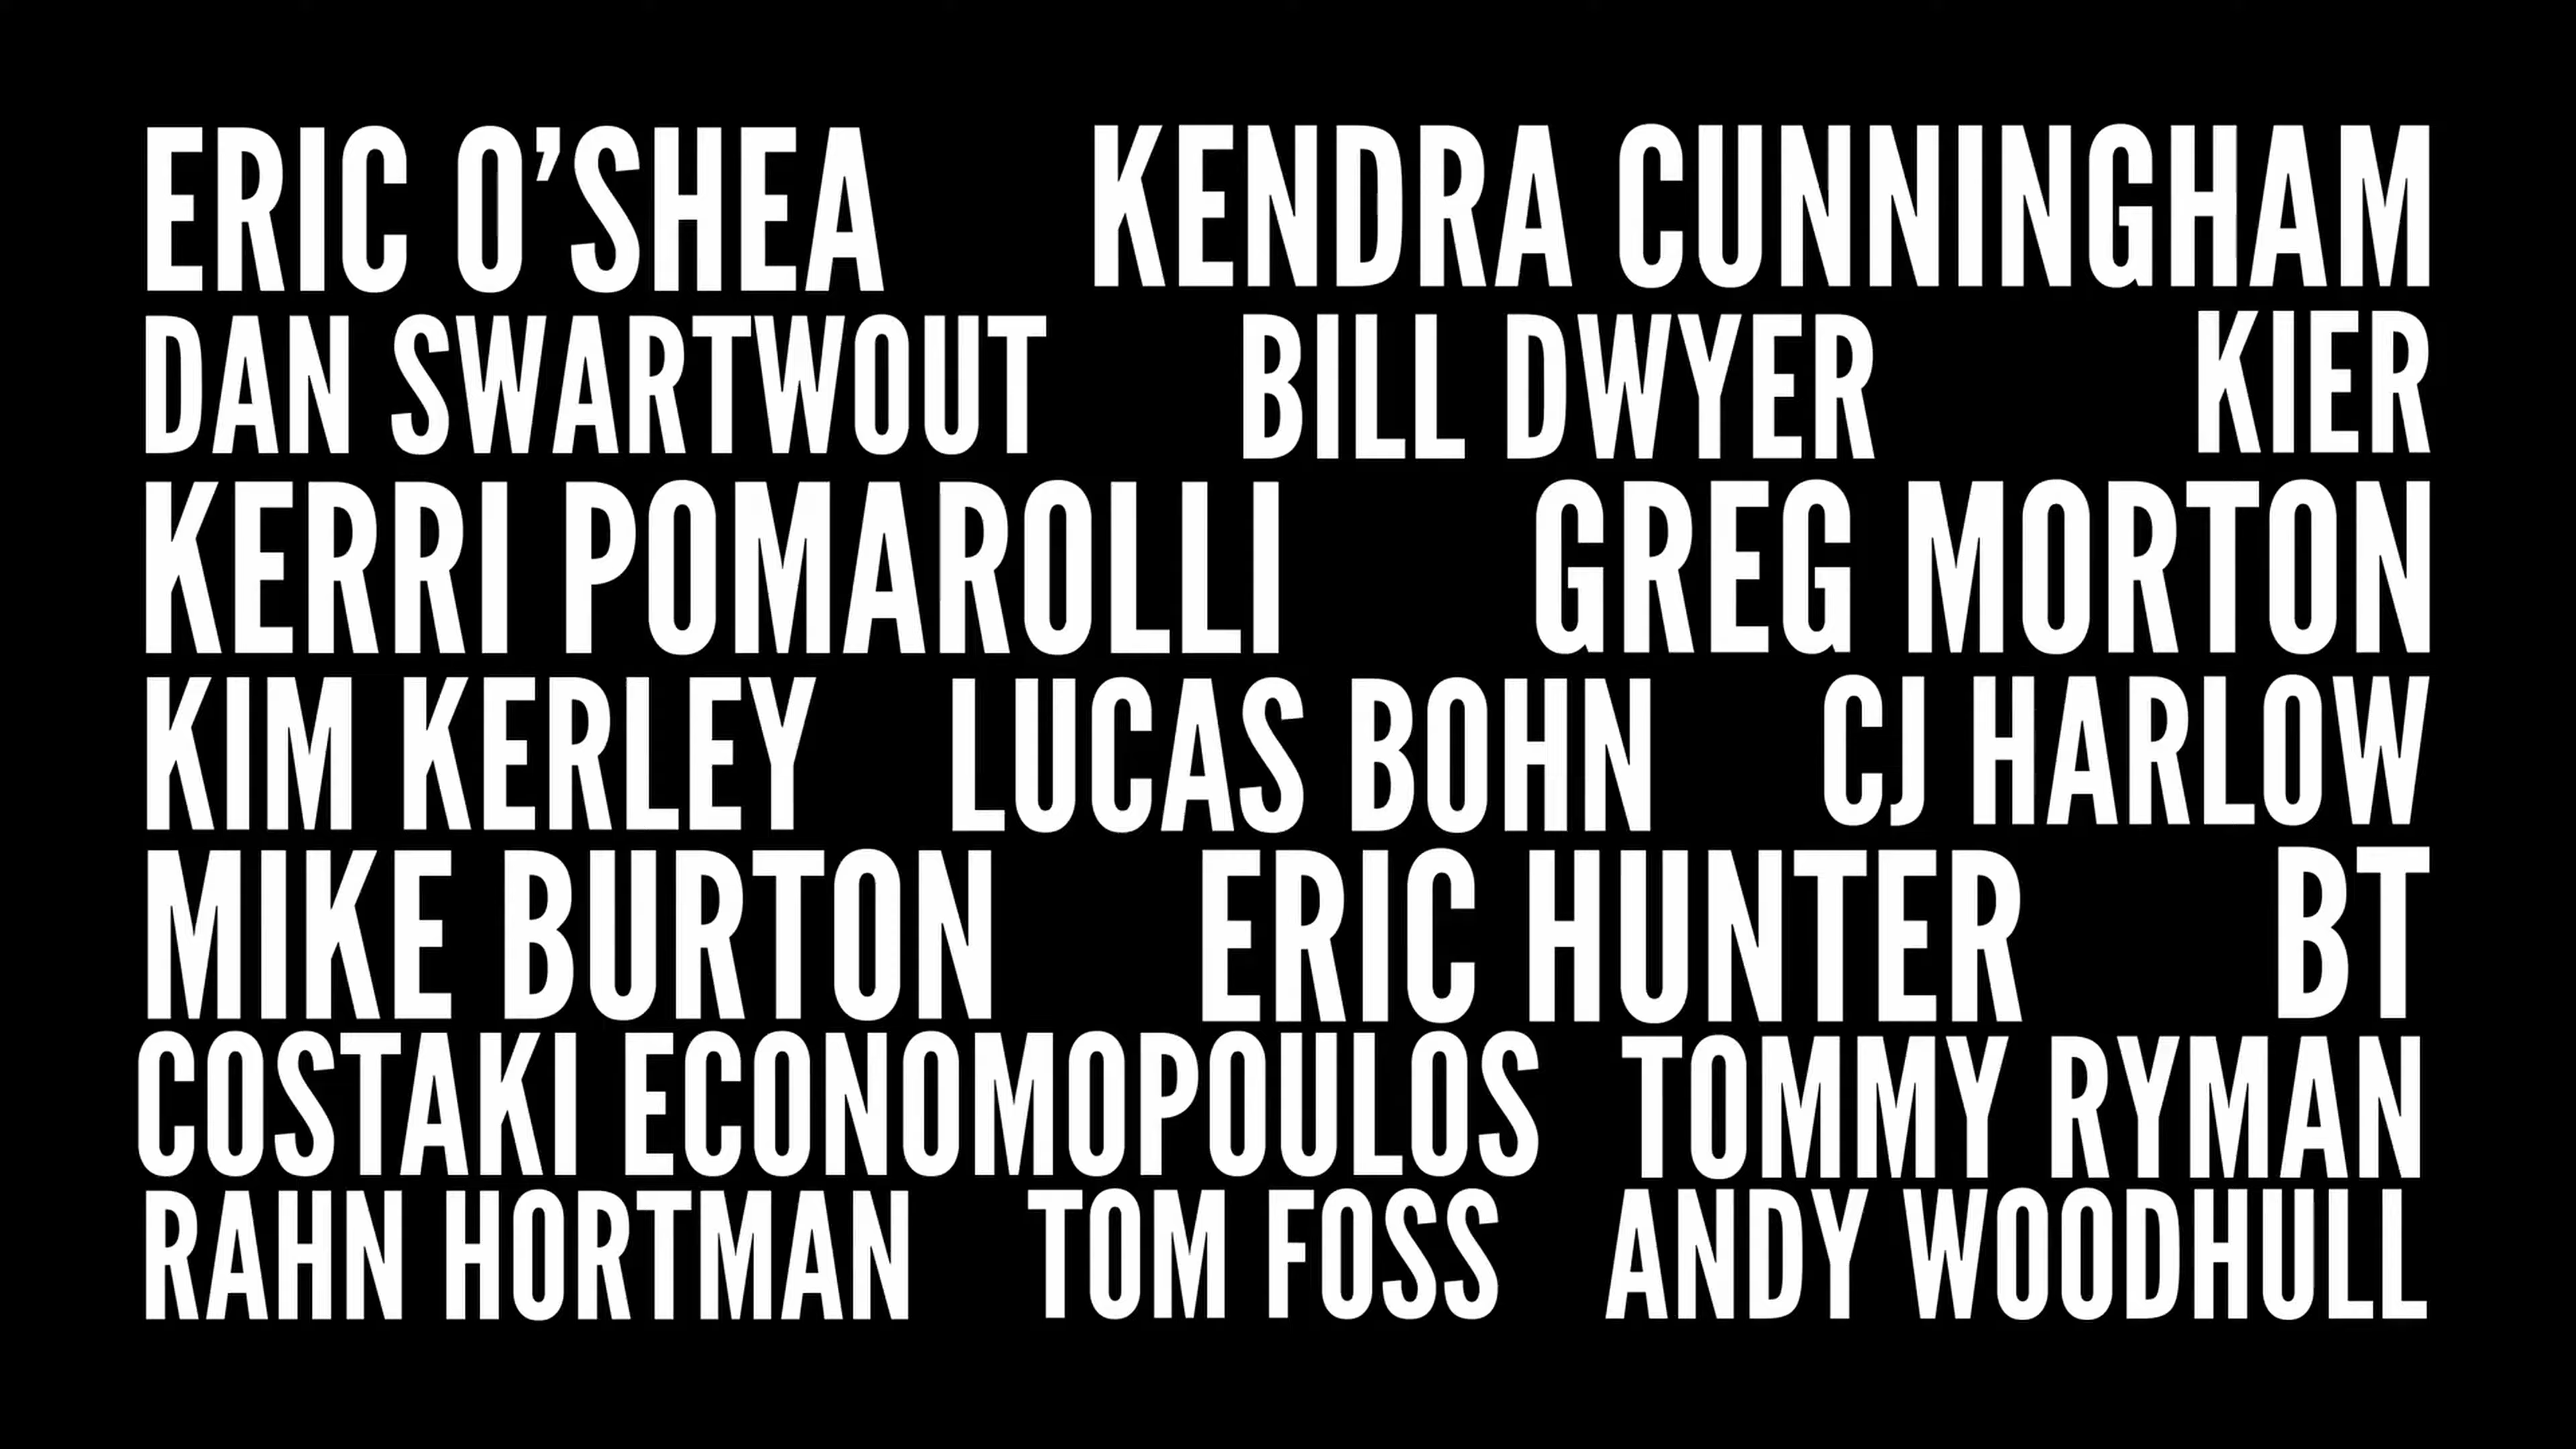 ERIC O’SHEA KENDRA CUNNINGHAM
DAN SWARTWOUT BILL DWYER KIER
KERRI POMAROLLI GREG MORTON
KIM KERLEY LUCAS BOHN CJ HARLOW
MIKE BURTON ERIC HUNTER BT
COSTAKI ECONOMOPOULOS TOMMY RYMAN
RAHN HORTMAN TOM FOSS ANDY WOODHULL